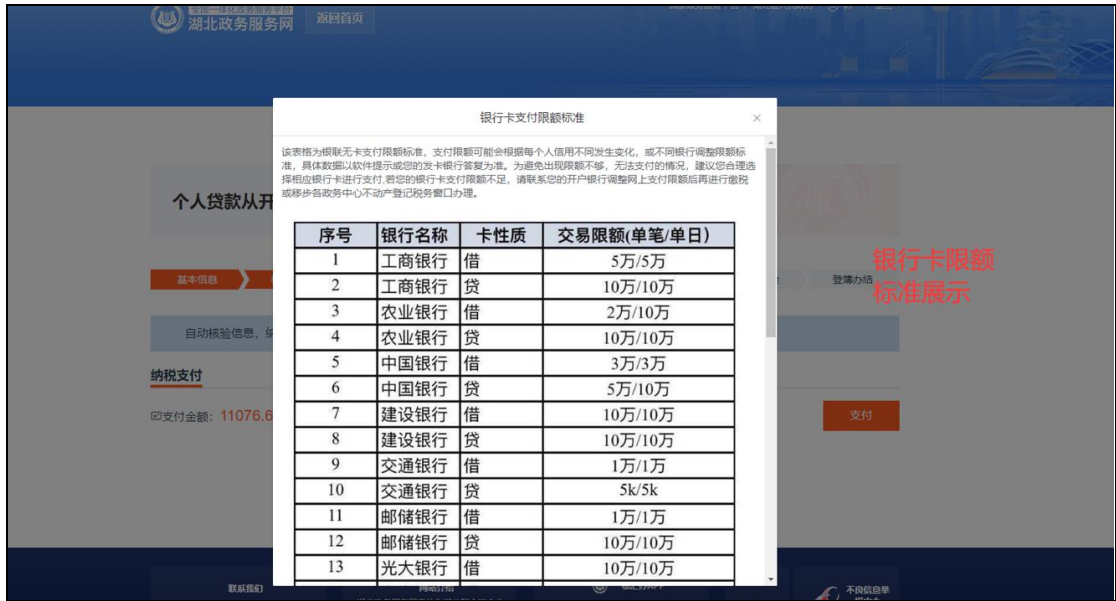 湖北政务服务网
返回首页
银行卡支付限额标准
×
该表格为银联无卡支付限额标准，支付限额可能会根据每个人信用不同发生变化，或不同银行调整限额标
准，具体数据以软件提示或您的发卡银行答复为准。为避免出现限额不够，无法支付的情况，建议您合理选
择相应银行卡进行支付,若您的银行卡支付限额不足，请联系您的开户银行调整网上支付限额后再进行缴税
或移步各政务中心不动产登记税务窗口办理。
个人贷款从开
序号 银行名称 卡性质 交易限额(单笔/单日）
1 工商银行 借 5万/5万
2 工商银行 贷 10万/10万
3 农业银行 借 2万/10万
4 农业银行 贷 10万/10万
5 中国银行 借 3万/3万
6 中国银行 贷 5万/10万
7 建设银行 借 10万/10万
8 建设银行 贷 10万/10万
9 交通银行 借 1万/1万
10 交通银行 贷 5k/5k
11 邮储银行 借 1万/1万
12 邮储银行 贷 10万/10万
13 光大银行 借 10万/10万
银行卡限额
标准展示
基本信息
登簿办结
自动核验信息，
纳税支付
支付金额：11076.6
支付
联系我们
不良信息举